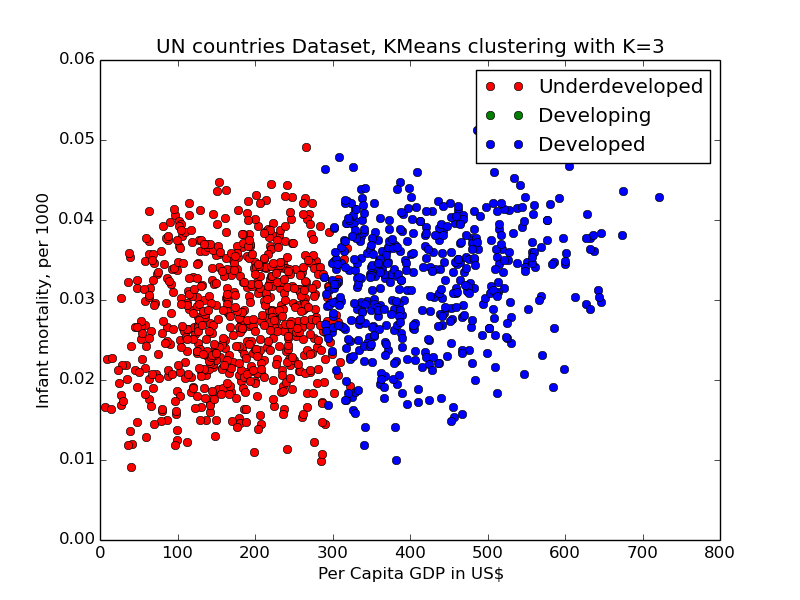 UN countries Dataset, KMeans clustering with K=3
Underdeveloped
Developing
Developed
0.06
0.05
0.04
0.03
0.02
0.01
0.00
Infant mortality, per 1000
0 100 200 300 400 500 600 700 800
Per Capita GDP in US$